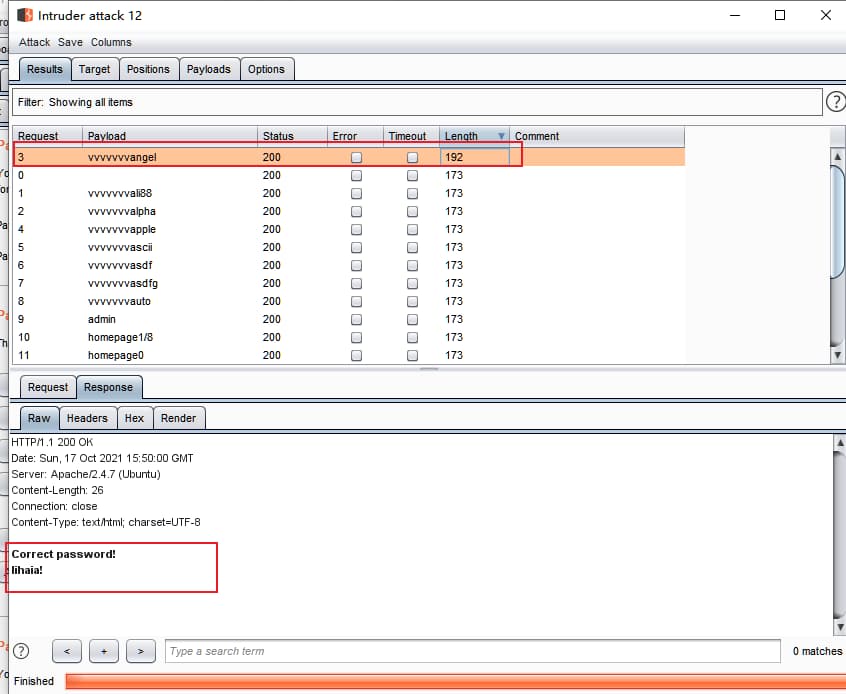 Intruder attack 12
Attack Save Columns
Results Target Positions Payloads Options
Filter: Showing all items
Request Payload Status Error Timeout Length Comment
3 vvvvvvvangel 200 192
0 200 173
1 vvvvvvvali88 200 173
2 vvvvvvvalpha 200 173
4 vvvvvvvapple 200 173
5 vvvvvvvascii 200 173
6 vvvvvvvasdf 200 173
7 vvvvvvvasdfg 200 173
8 vvvvvvvauto 200 173
9 admin 200 173
10 homepage1/8 200 173
11 homepage0 200 173
Request Response
Raw Headers Hex Render
HTTP/1.1 200 OK
Date: Sun, 17 Oct 2021 15:50:00 GMT
Server: Apache/2.4.7 (Ubuntu)
Content-Length: 26
Connection: close
Content-Type: text/html; charset=UTF-8
Correct password!
lihaia!
? < + > Type a search term 0 matches
Finished